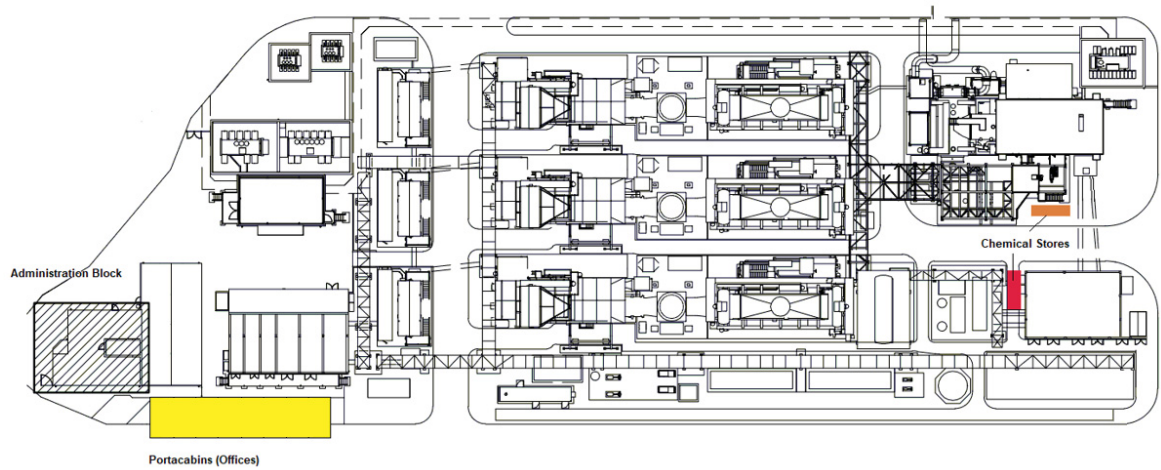 Chemical Stores
Administration Block
Portacabins (Offices)